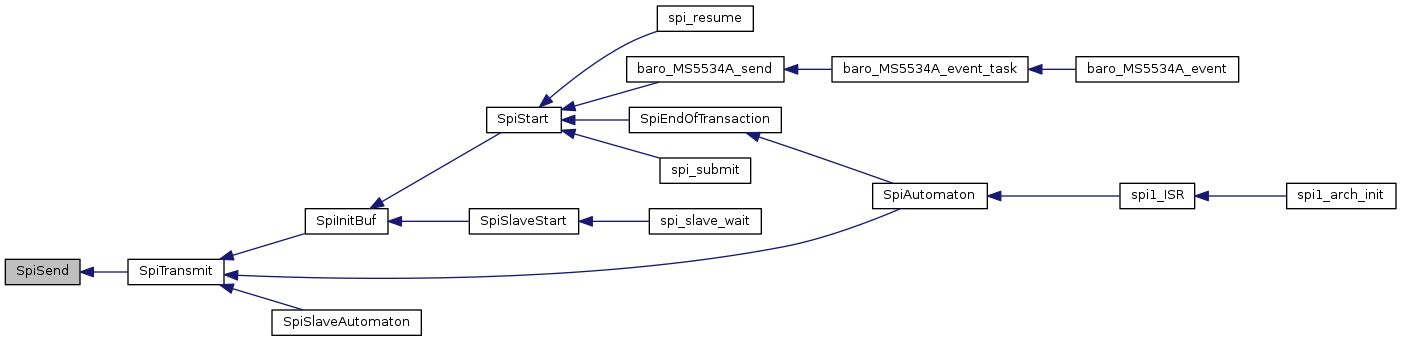 spi_resume
baro_MS5534A_send
baro_MS5534A_event_task
baro_MS5534A_event
SpiStart
SpiEndOfTransaction
spi_submit
SpiAutomaton
spi1_ISR
spi1_arch_init
SpiInitBuf
SpiSlaveStart
spi_slave_wait
SpiSend
SpiTransmit
SpiSlaveAutomaton